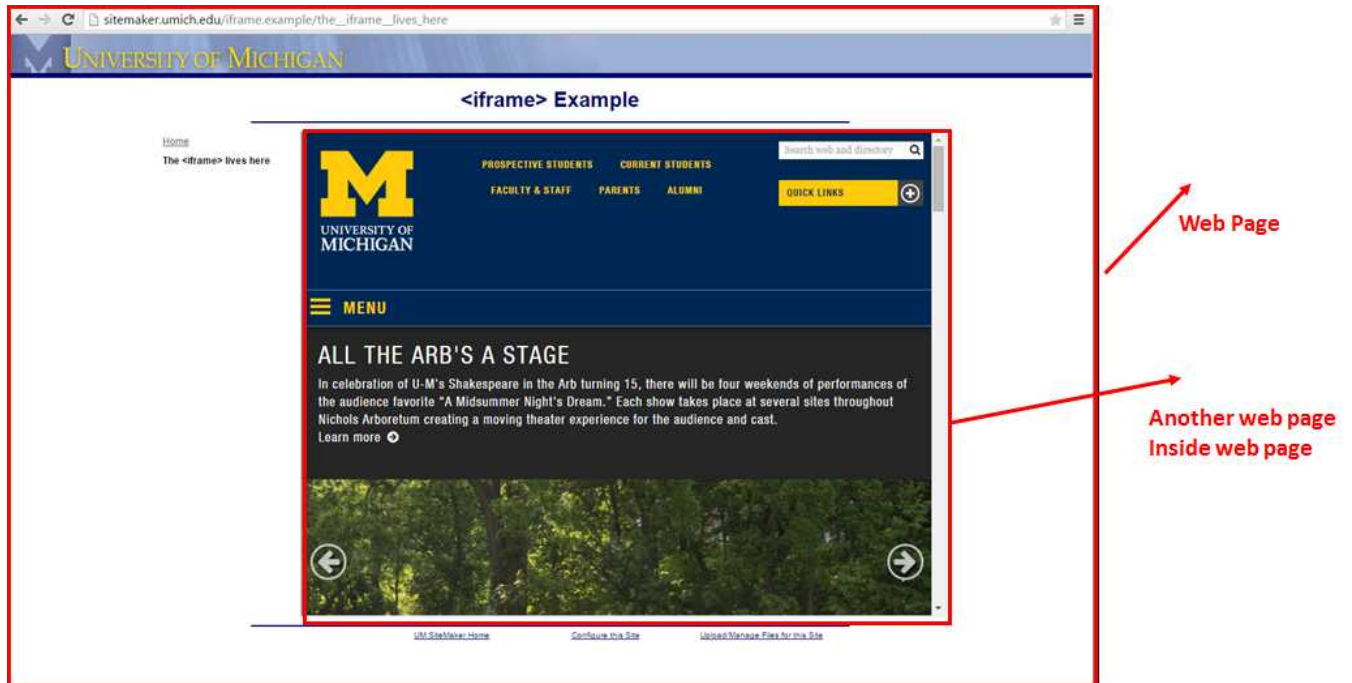 sitemaker.umich.edu/iframe.example/the__iframe__lives_here
UNIVERSITY OF MICHIGAN
<iframe> Example
Home
The <iframe> lives here
UNIVERSITY OF
MICHIGAN
PROSPECTIVE STUDENTS CURRENT STUDENTS
FACULTY & STAFF PARENTS ALUMNI
Search web and directory
QUICK LINKS
MENU
ALL THE ARB'S A STAGE
In celebration of U-M's Shakespeare in the Arb turning 15, there will be four weekends of performances of
the audience favorite "A Midsummer Night's Dream." Each show takes place at several sites throughout
Nichols Arboretum creating a moving theater experience for the audience and cast.
Learn more
UM.SiteMaker Home Configure this Site Upload/Manage Files for this Site
Web Page
Another web page
Inside web page